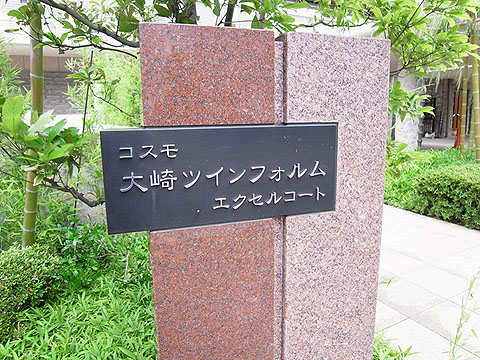 コスモ
大崎ツインフォルム
エクセルコート